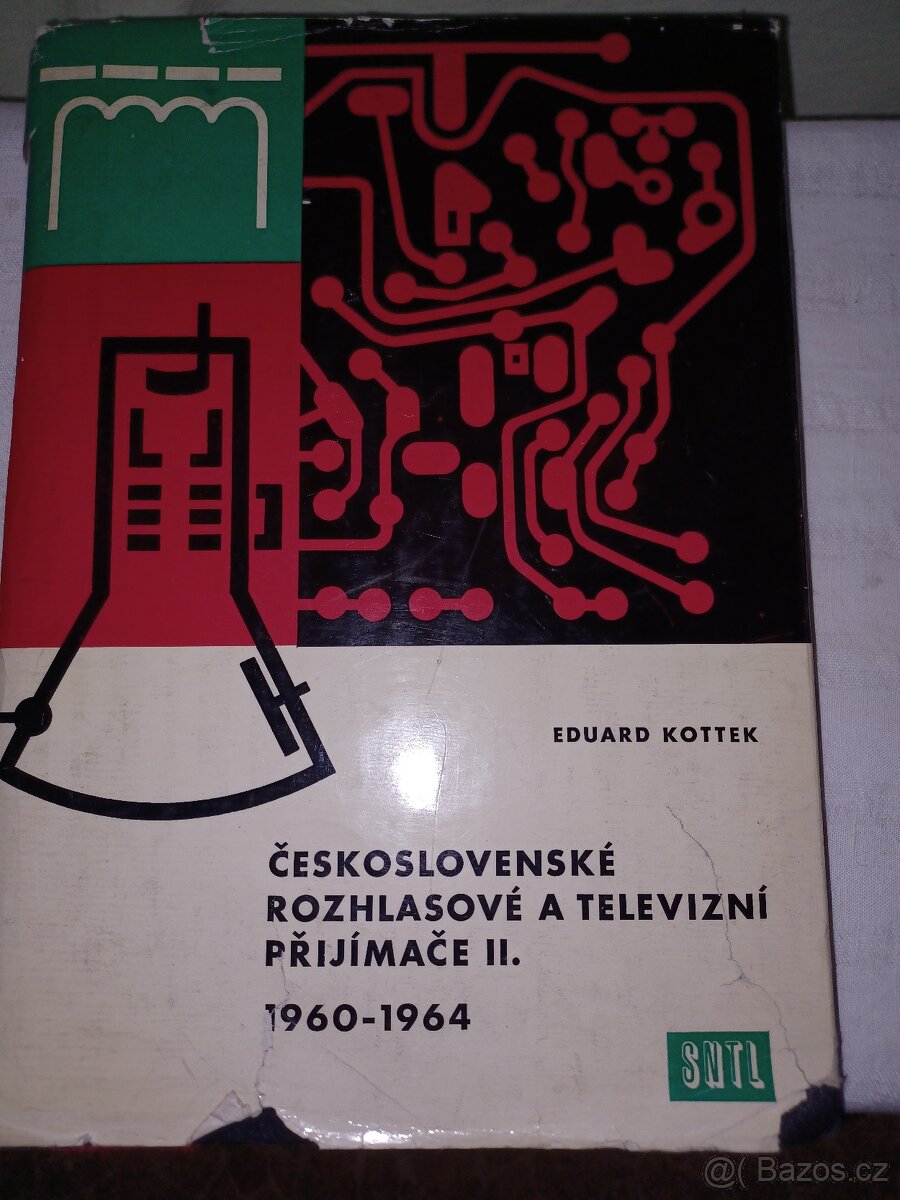 EDUARD KOTTEK
ČESKOSLOVENSKÉ
ROZHLASOVÉ A TELEVIZNÍ
PŘIJÍMAČE II.
1960-1964
SNTL
@( Bazos.cz